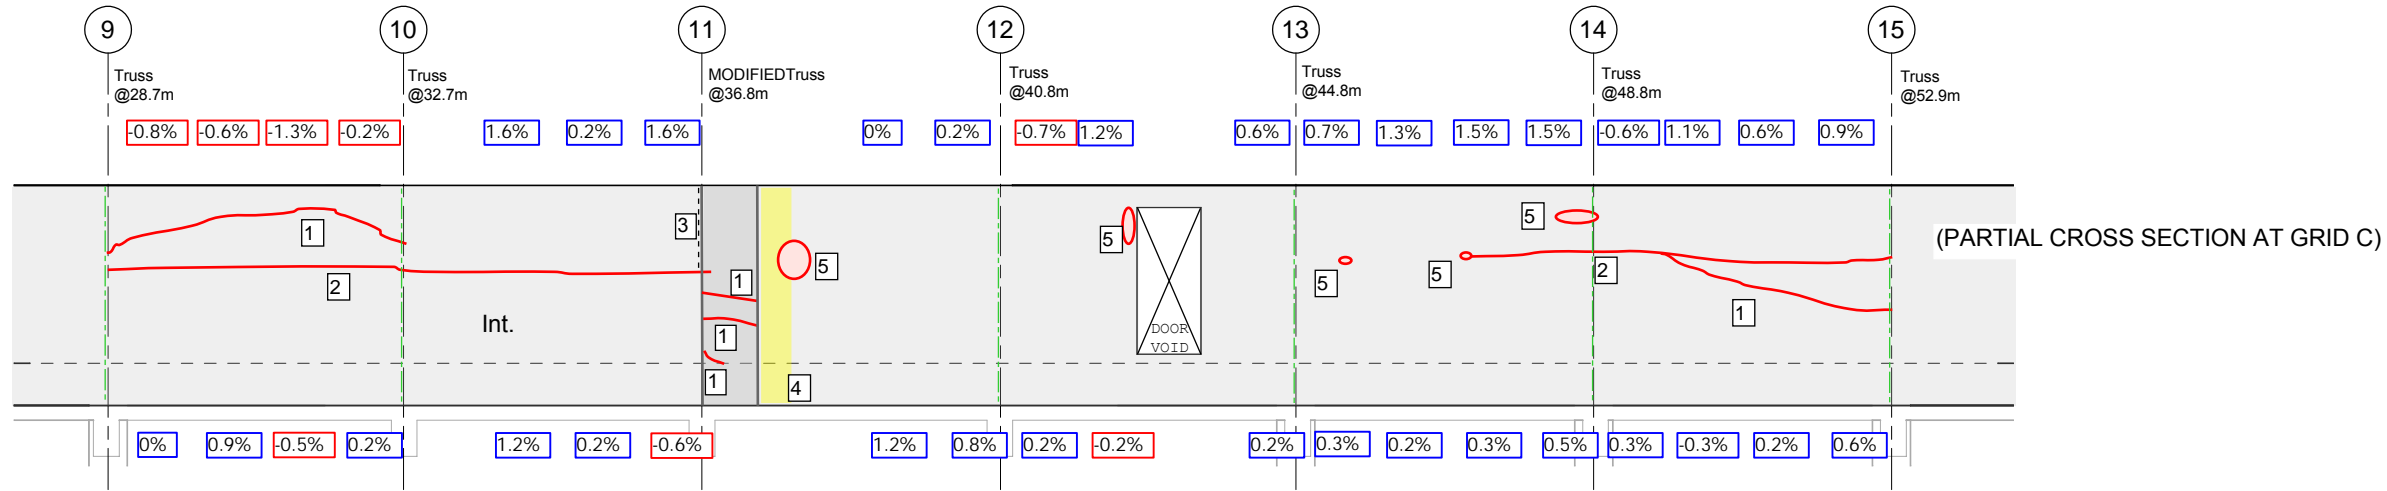 9 10 11 12 13 14 15
Truss
@28.7m
Truss
@32.7m
MODIFIEDTruss
@36.8m
Truss
@40.8m
Truss
@44.8m
Truss
@48.8m
Truss
@52.9m
-0.8% -0.6% -1.3% -0.2% 1.6% 0.2% 1.6% 0% 0.2% -0.7% 1.2% 0.6% 0.7% 1.3% 1.5% 1.5% -0.6% 1.1% 0.6% 0.9%
1
3
5
5
5
2
1
5
5
5
2
1
(PARTIAL CROSS SECTION AT GRID C)
Int.
1
1
4
DOOR
VOID
0% 0.9% -0.5% 0.2% 1.2% 0.2% -0.6% 1.2% 0.8% 0.2% -0.2% 0.2% 0.3% 0.2% 0.3% 0.5% 0.3% -0.3% 0.2% 0.6%